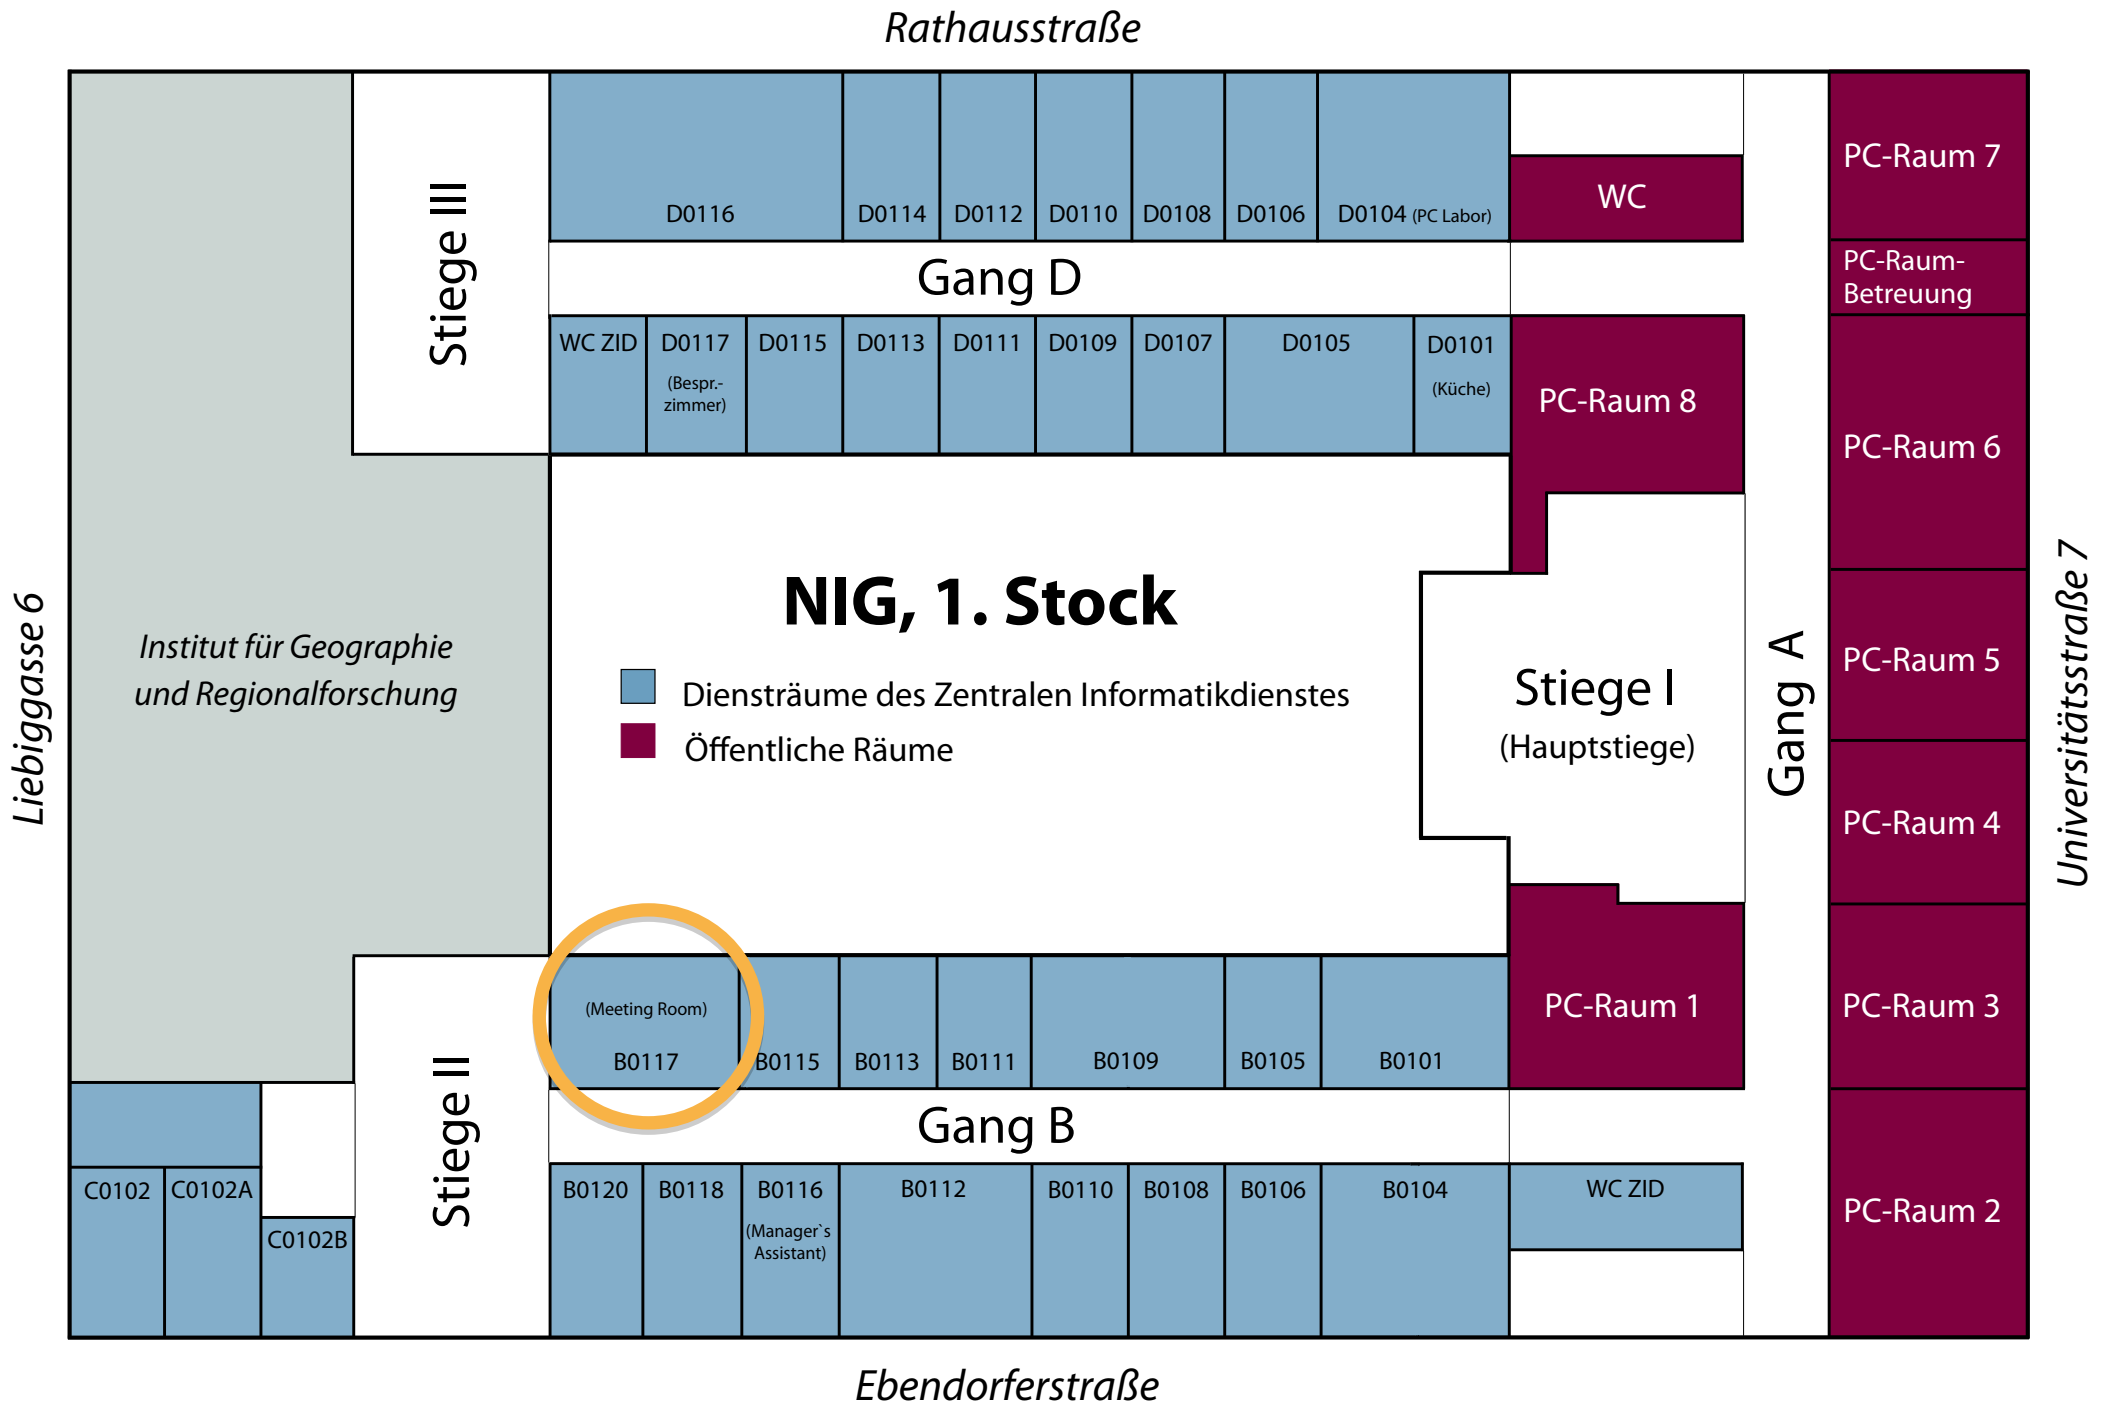 Rathausstraße
Stiege III
D0116
D0114
D0112
D0110
D0108
D0106
D0104 (PC Labor)
WC
PC-Raum 7
Gang D
PC-Raum-
Betreuung
WC ZID
D0117
(Bespr.-
zimmer)
D0115
D0113
D0111
D0109
D0107
D0105
D0101
(Küche)
PC-Raum 8
PC-Raum 6
Liebiggasse 6
Institut für Geographie
und Regionalforschung
NIG, 1. Stock
Diensträume des Zentralen Informatikdienstes
Öffentliche Räume
Stiege I
(Hauptstiege)
Gang A
PC-Raum 5
PC-Raum 4
Universitätsstraße 7
Stiege II
(Meeting Room)
B0117
B0115
B0113
B0111
B0109
B0105
B0101
PC-Raum 1
PC-Raum 3
Gang B
C0102
C0102A
C0102B
B0120
B0118
B0116
(Manager`s
Assistant)
B0112
B0110
B0108
B0106
B0104
WC ZID
PC-Raum 2
Ebendorferstraße